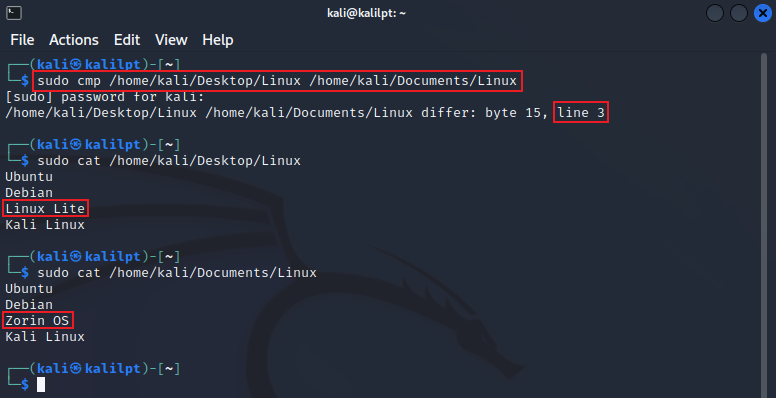 kali@kalilpt: ~
File Actions Edit View Help
┌──(kali㉿kalilpt)-[~]
└─$ sudo cmp /home/kali/Desktop/Linux /home/kali/Documents/Linux
[sudo] password for kali:
/home/kali/Desktop/Linux /home/kali/Documents/Linux differ: byte 15, line 3
┌──(kali㉿kalilpt)-[~]
└─$ sudo cat /home/kali/Desktop/Linux
Ubuntu
Debian
Linux Lite
Kali Linux
┌──(kali㉿kalilpt)-[~]
└─$ sudo cat /home/kali/Documents/Linux
Ubuntu
Debian
Zorin OS
Kali Linux
┌──(kali㉿kalilpt)-[~]
└─$